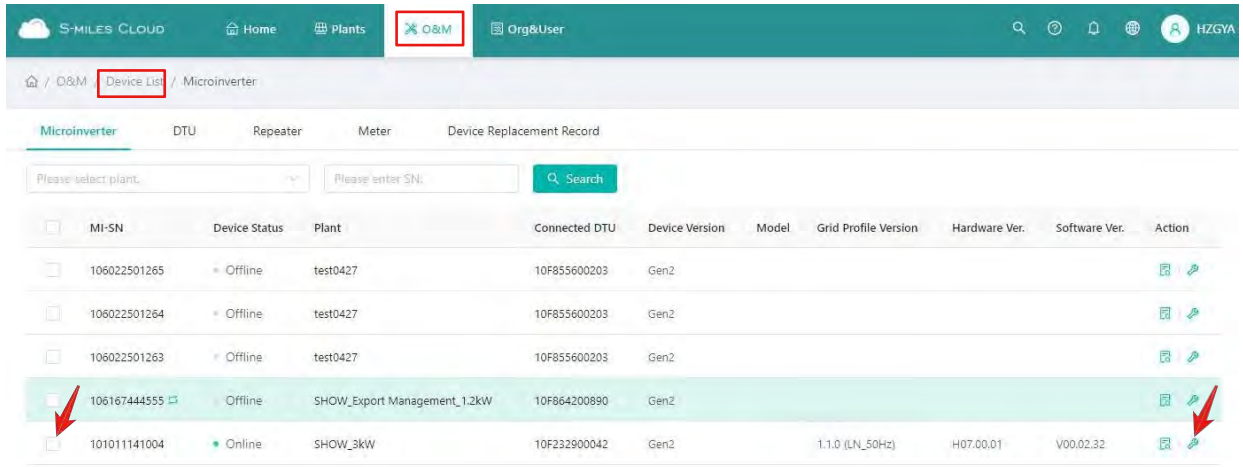 S-MILES CLOUD Home Plants O&M Org&User HZGYA
/ O&M / Device List / Microinverter
Microinverter DTU Repeater Meter Device Replacement Record
Please select plant. Please enter SN. Search
MI-SN Device Status Plant Connected DTU Device Version Model Grid Profile Version Hardware Ver. Software Ver. Action
106022501265 Offline test0427 10F855600203 Gen2
106022501264 Offline test0427 10F855600203 Gen2
106022501263 Offline test0427 10F855600203 Gen2
106167444555 Offline SHOW_Export Management_1.2kW 10F864200890 Gen2
101011141004 Online SHOW_3kW 10F232900042 Gen2 1.1.0 (LN_50Hz) H07.00.01 V00.02.32